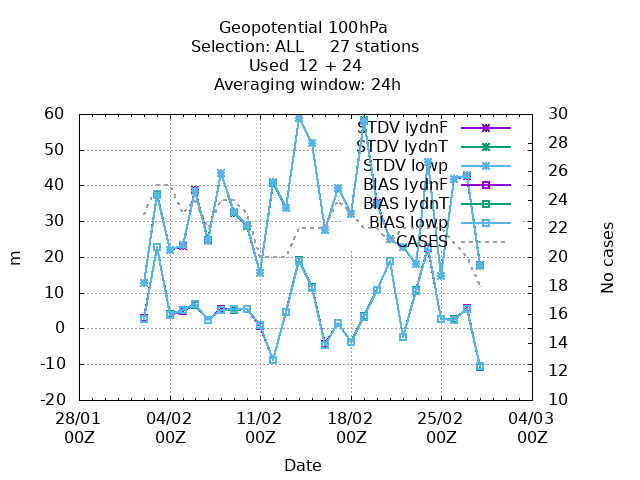 Geopotential 100hPa
Selection: ALL 27 stations
Used 12 + 24
Averaging window: 24h
60
50
40
30
20
10
0
-10
-20
m
30
28
26
24
22
20
18
16
14
12
10
No cases
STDV lydnF
STDV lydnT
STDV lowp
BIAS lydnF
BIAS lydnT
BIAS lowp
CASES
28/01 04/02 11/02 18/02 25/02 04/03
00Z 00Z 00Z 00Z 00Z 00Z
Date